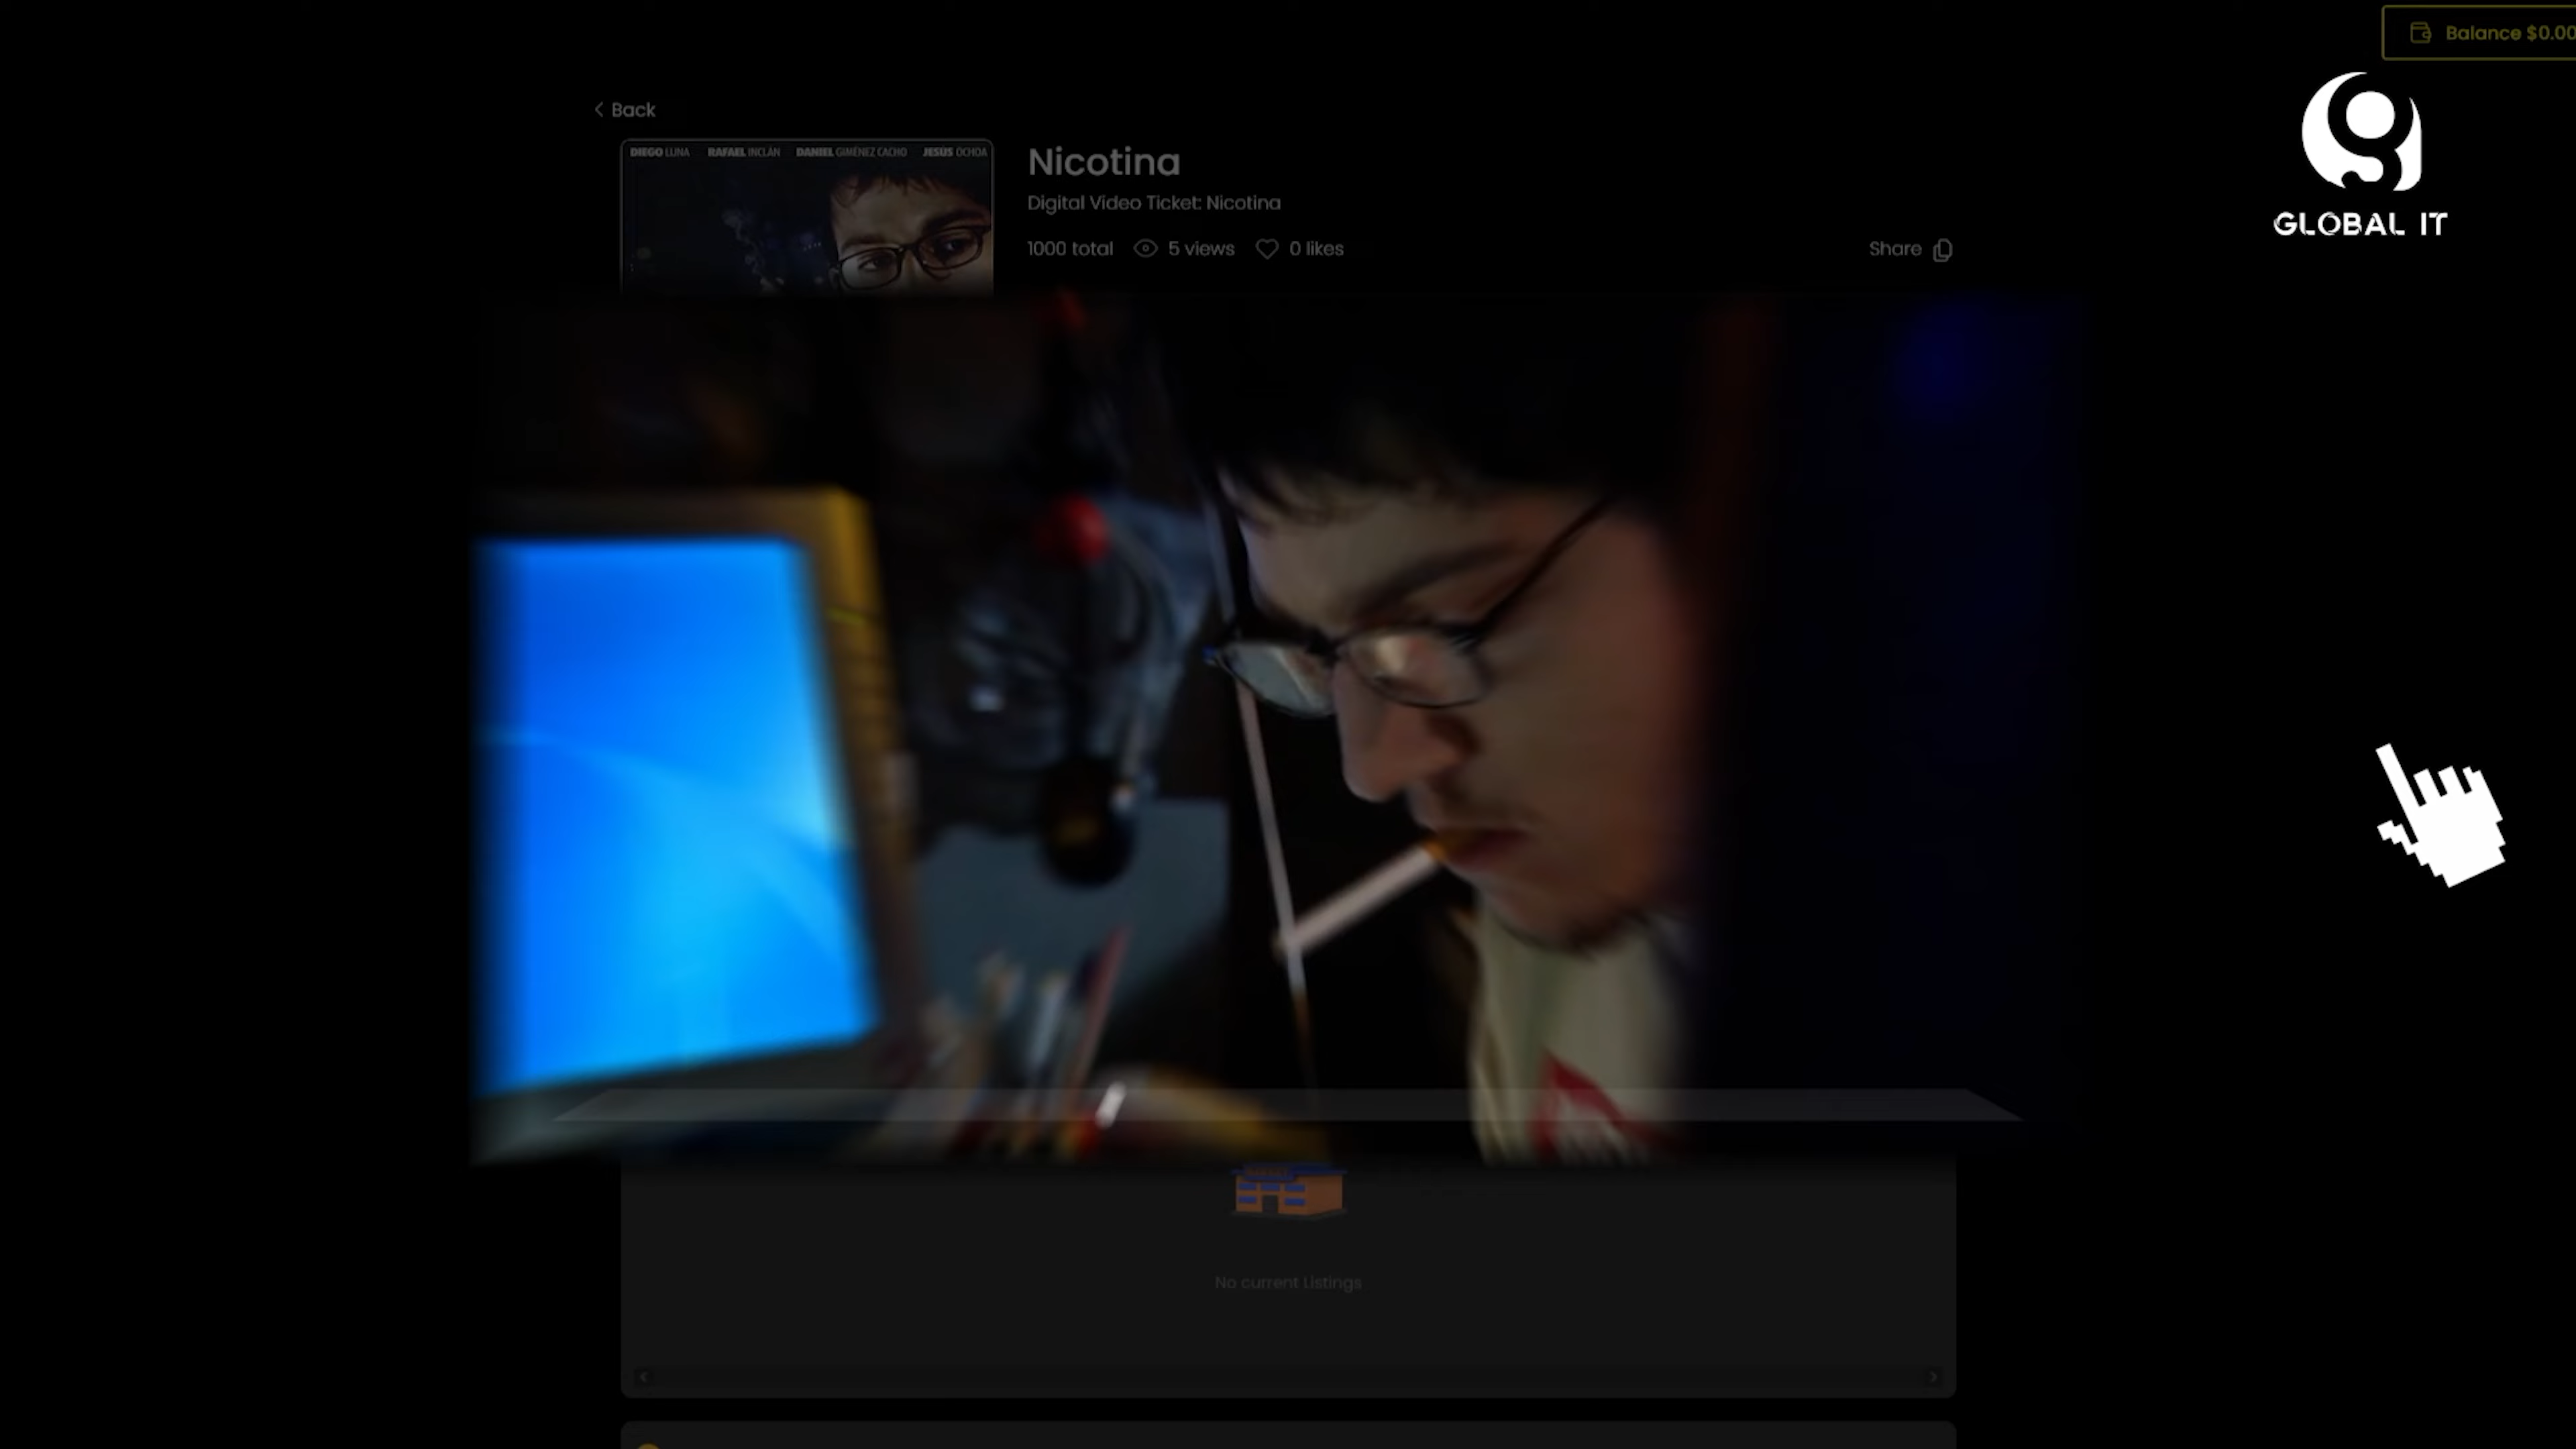 Balance $0.00
GLOBAL IT
Back
DIEGO LUNA RAFAEL INCLÁN DANIEL GIMÉNEZ CACHO JESÚS OCHOA
Nicotina
Digital Video Ticket: Nicotina
1000 total 5 views 0 likes
Share
No current Listings